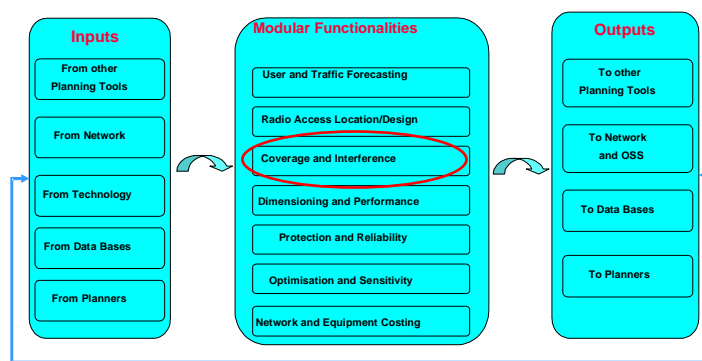 Inputs
From other
Planning Tools
From Network
From Technology
From Data Bases
From Planners
Modular Functionalities
User and Traffic Forecasting
Radio Access Location/Design
Coverage and Interference
Dimensioning and Performance
Protection and Reliability
Optimisation and Sensitivity
Network and Equipment Costing
Outputs
To other
Planning Tools
To Network
and OSS
To Data Bases
To Planners